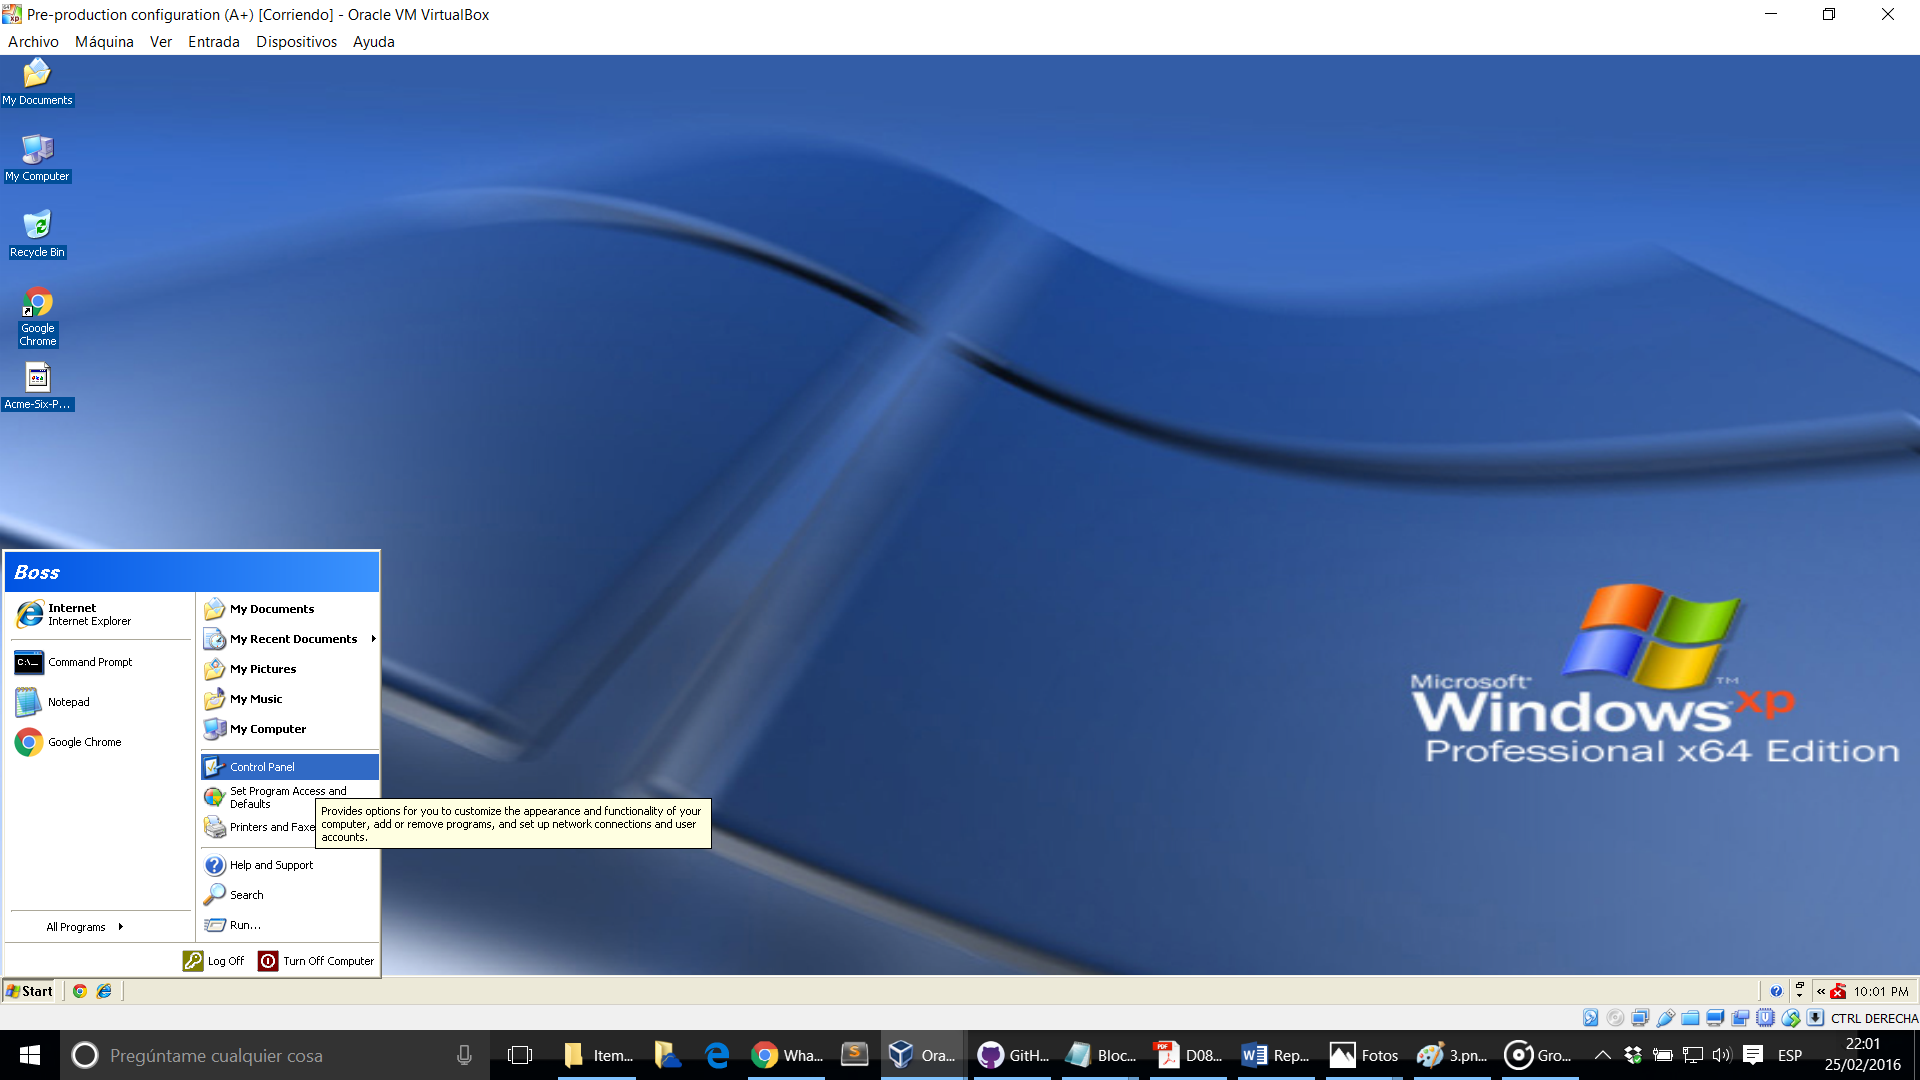 Pre-production configuration (A+) [Corriendo] - Oracle VM VirtualBox
Archivo Máquina Ver Entrada Dispositivos Ayuda
My Documents
My Computer
Recycle Bin
Google
Chrome
Acme-Six-P...
Microsoft
Windows xp
TM
Professional x64 Edition
Boss
Internet
Internet Explorer
Command Prompt
Notepad
Google Chrome
All Programs
My Documents
My Recent Documents
My Pictures
My Music
My Computer
Control Panel
Set Program Access and
Defaults
Printers and Faxe
Provides options for you to customize the appearance and functionality of your
computer, add or remove programs, and set up network connections and user
accounts.
Help and Support
Search
Run...
Log Off Turn Off Computer
Start
10:01 PM
CTRL DERECHA
Pregúntame cualquier cosa
Item...
Wha...
Ora...
GitH...
Bloc...
D08...
Rep...
Fotos
3.pn...
Gro...
ESP
22:01
25/02/2016